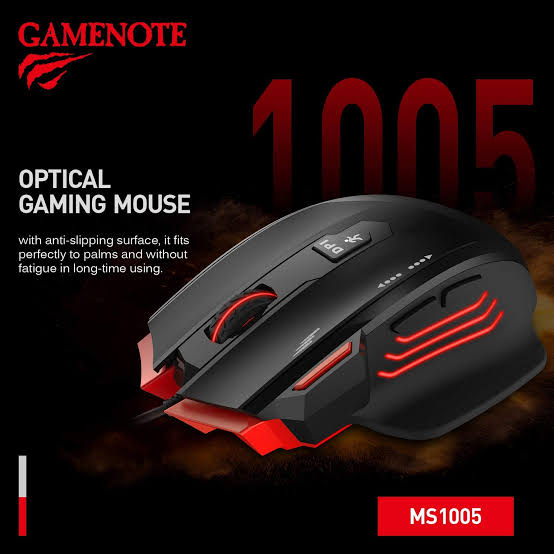 GAMENOTE
1005
OPTICAL
GAMING MOUSE
with anti-slipping surface, it fits
perfectly to palms and without
fatigue in long-time using.
DPI
MS1005